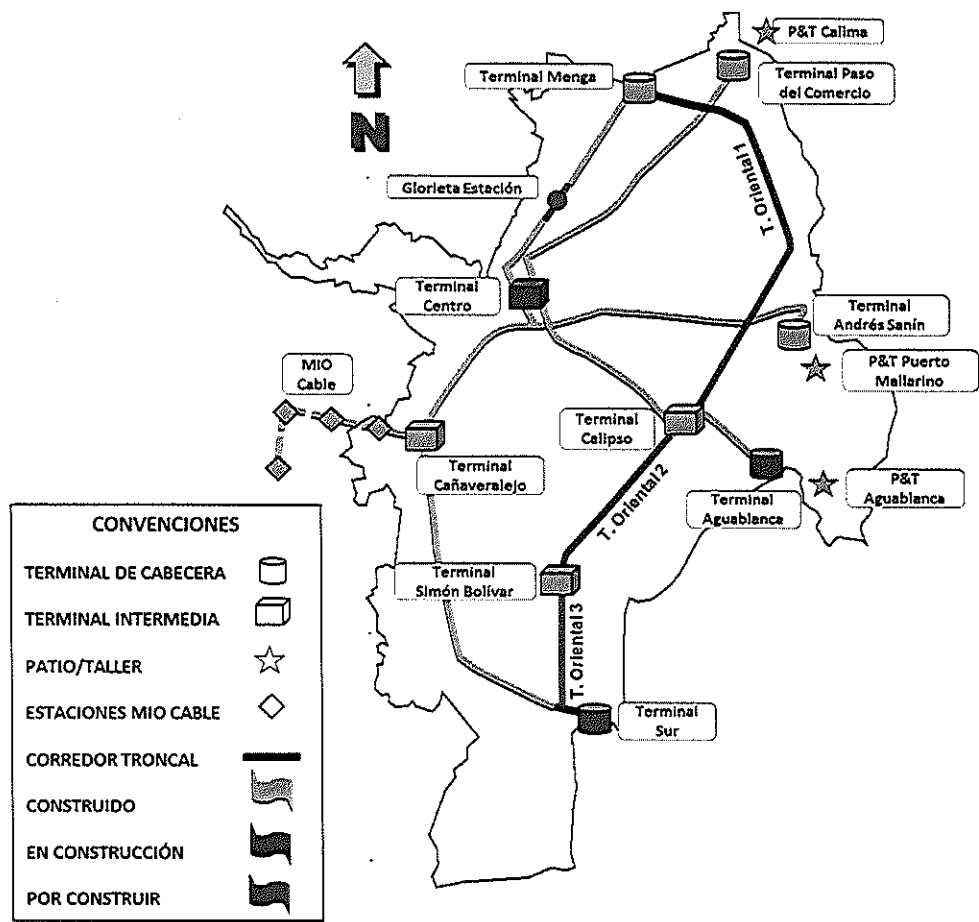 P&T Calima
Terminal Menga
Terminal Paso
del Comercio
N
Glorieta Estación
T. Oriental 1
Terminal
Centro
Terminal
Andrés Sanín
MIO
Cable
P&T Puerto
Mallarino
Terminal
Calipso
Terminal
Cañaveralejo
T. Oriental 2
Terminal
Aguablanca
P&T
Aguablanca
Terminal
Simón Bolívar
T. Oriental 3
Terminal
Sur
CONVENCIONES
TERMINAL DE CABECERA
TERMINAL INTERMEDIA
PATIO/TALLER
ESTACIONES MIO CABLE
CORREDOR TRONCAL
CONSTRUIDO
EN CONSTRUCCIÓN
POR CONSTRUIR